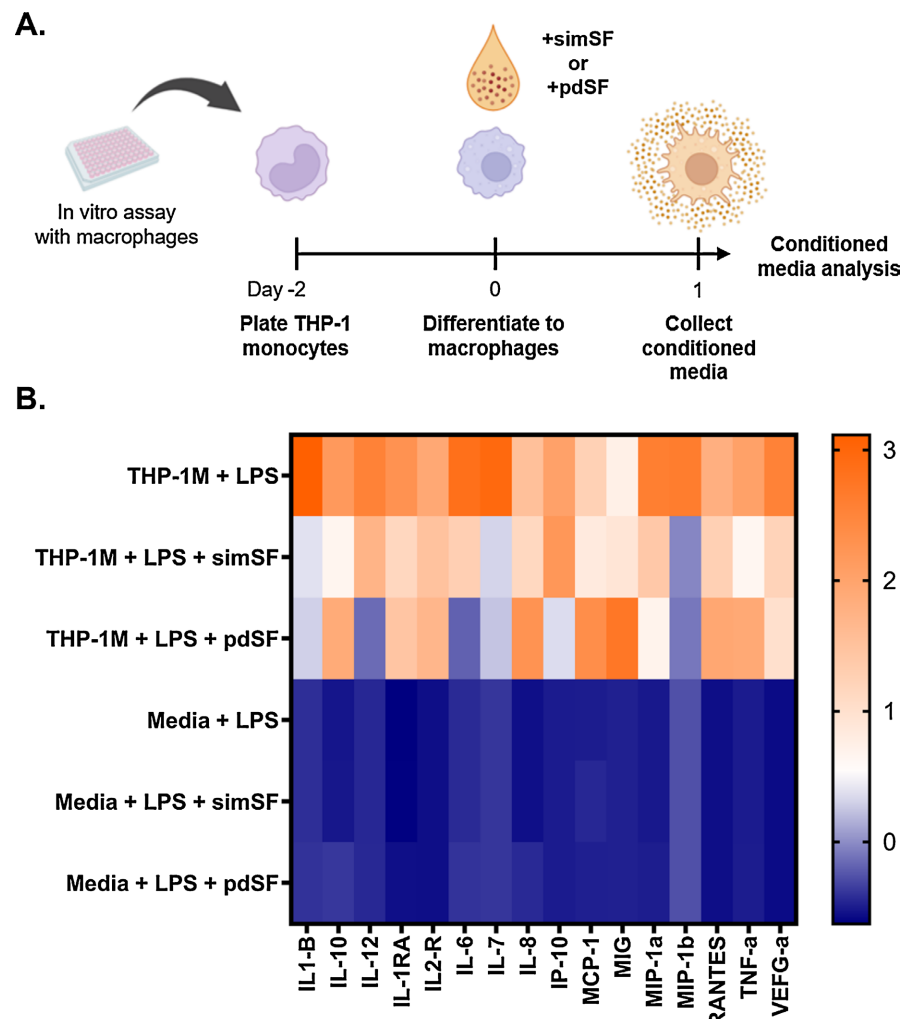 A.
+simSF
or
+pdSF
In vitro assay
with macrophages
Conditioned
media analysis
Day -2
0
1
Plate THP-1
monocytes
Differentiate to
macrophages
Collect
conditioned
media
B.
THP-1M + LPS
THP-1M + LPS + simSF
THP-1M + LPS + pdSF
Media + LPS
Media + LPS + simSF
Media + LPS + pdSF
3
2
1
0
IL1-B
IL-10
IL-12
IL-1RA
IL2-R
IL-6
IL-7
IL-8
IP-10
MCP-1
MIG
MIP-1a
MIP-1b
RANTES
TNF-a
VEFG-a